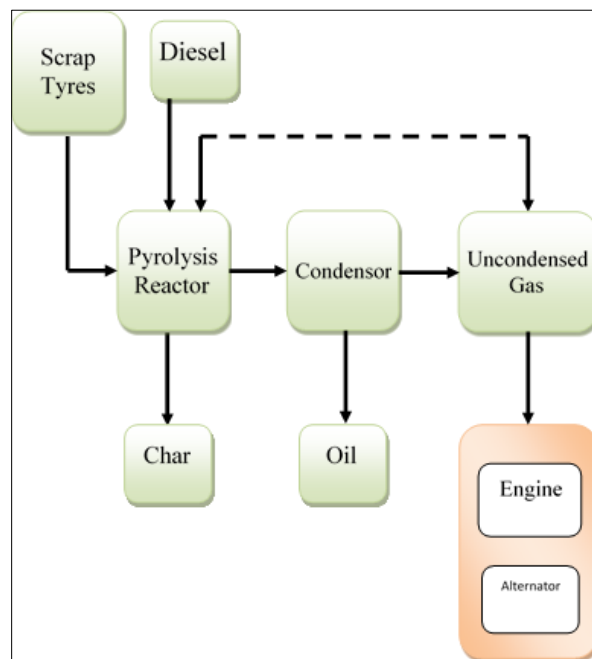 Scrap
Tyres
Diesel
Pyrolysis
Reactor
Condensor
Uncondensed
Gas
Char
Oil
Engine
Alternator